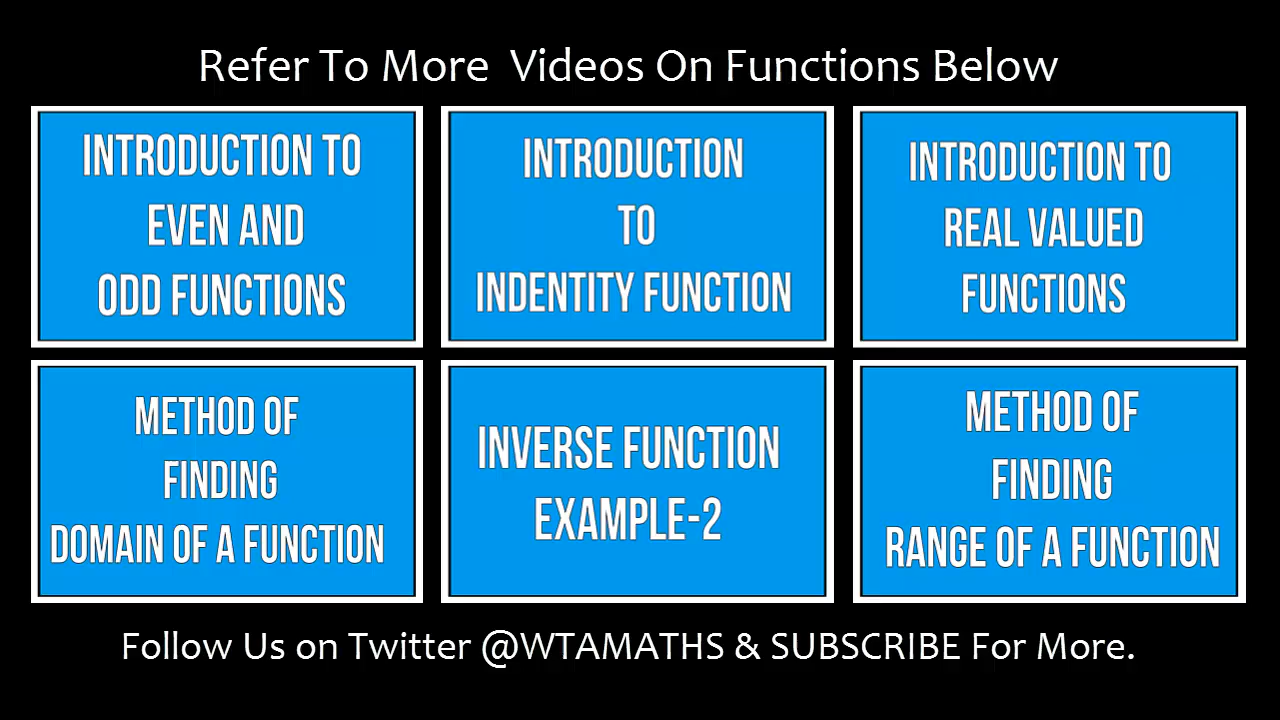 Refer To More Videos On Functions Below
INTRODUCTION TO
EVEN AND
ODD FUNCTIONS
INTRODUCTION
TO
INDENTITY FUNCTION
INTRODUCTION TO
REAL VALUED
FUNCTIONS
METHOD OF
FINDING
DOMAIN OF A FUNCTION
INVERSE FUNCTION
EXAMPLE-2
METHOD OF
FINDING
RANGE OF A FUNCTION
Follow Us on Twitter @WTAMATHS & SUBSCRIBE For More.